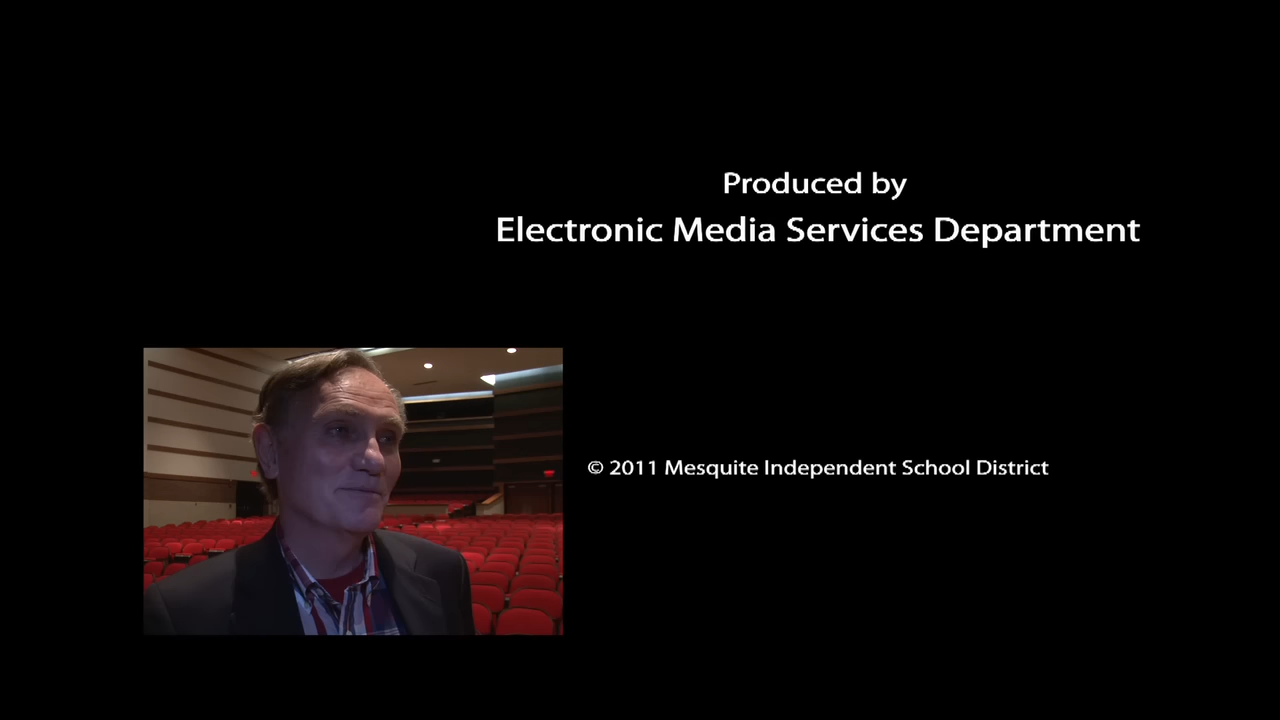 Produced by
Electronic Media Services Department
© 2011 Mesquite Independent School District